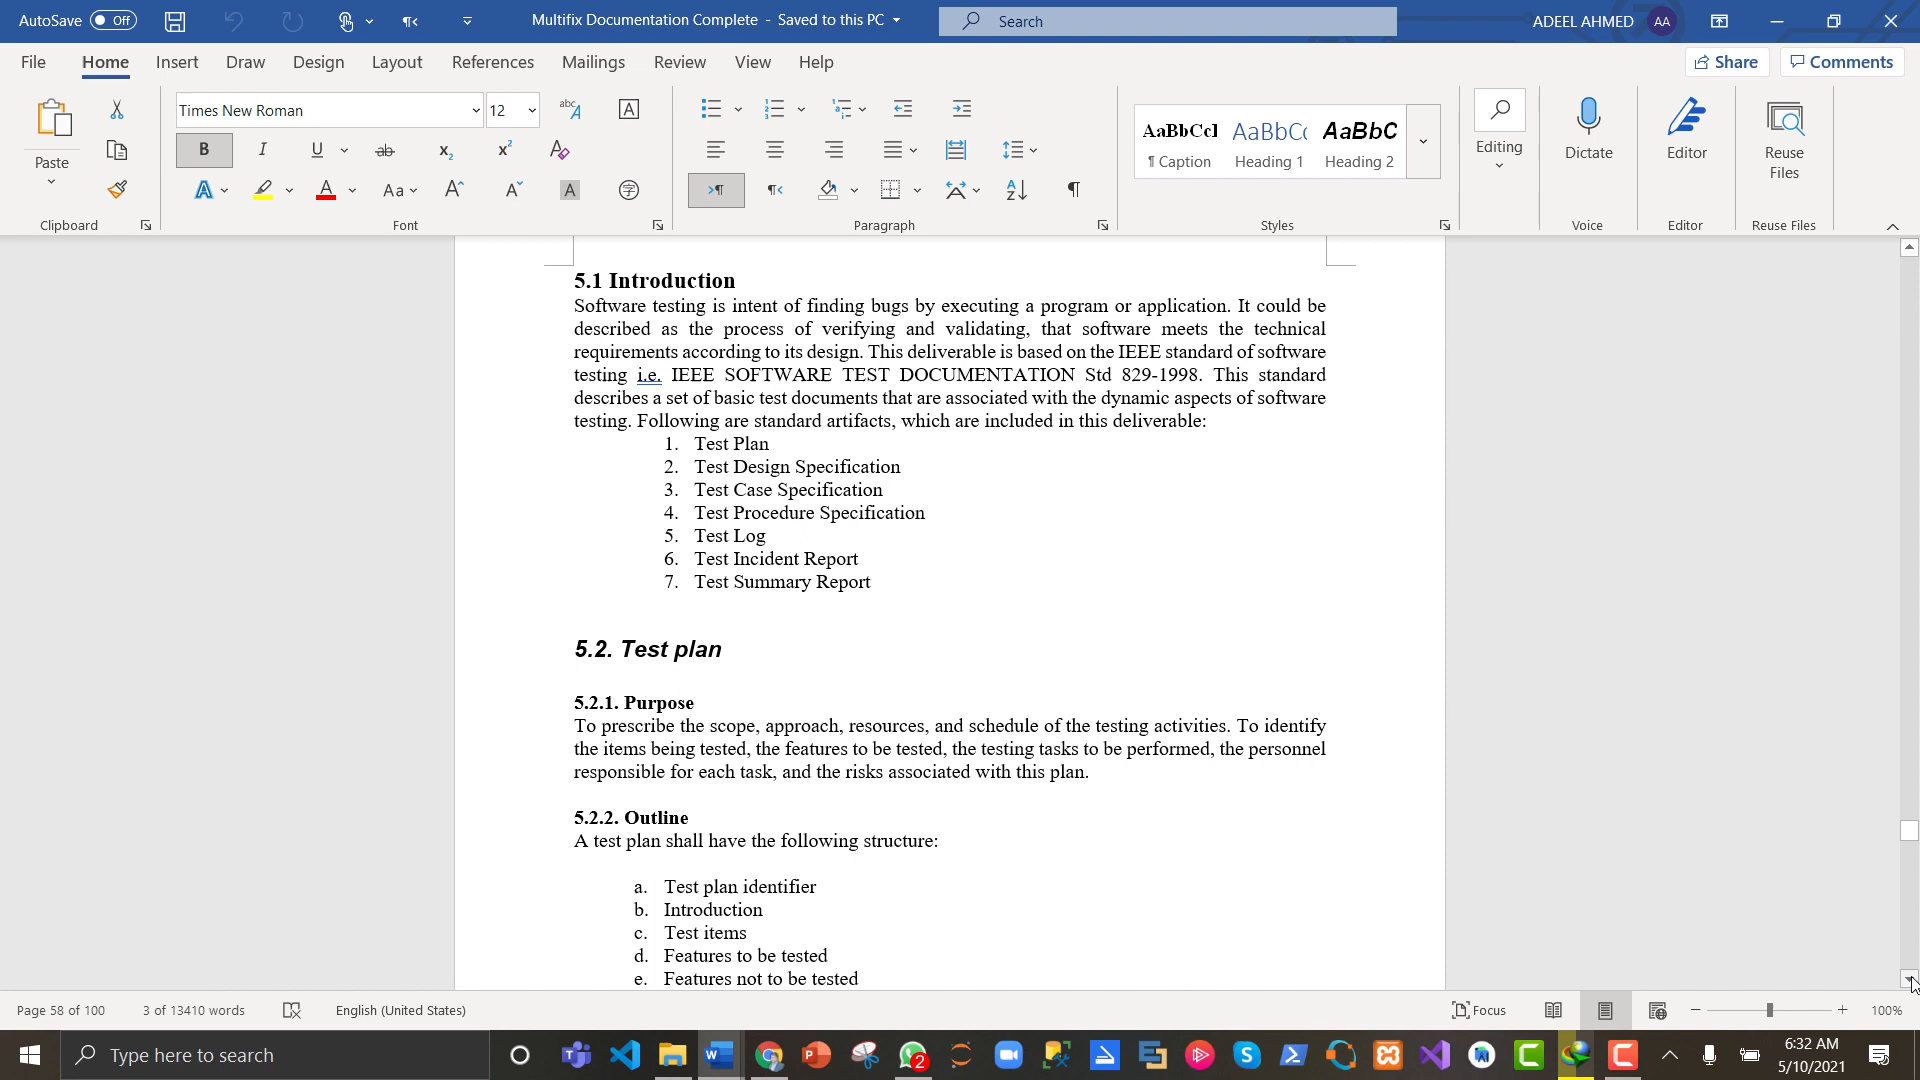 AutoSave Off Multifix Documentation Complete - Saved to this PC Search ADEEL AHMED AA
File Home Insert Draw Design Layout References Mailings Review View Help Share Comments
Times New Roman 12
Paste
B I U ab x₂ x²
Aa
AaBbCcI AaBbCc AaBbC
¶ Caption Heading 1 Heading 2
Editing
Dictate
Editor
Reuse
Files
Clipboard Font Paragraph Styles Voice Editor Reuse Files
5.1 Introduction
Software testing is intent of finding bugs by executing a program or application. It could be
described as the process of verifying and validating, that software meets the technical
requirements according to its design. This deliverable is based on the IEEE standard of software
testing i.e. IEEE SOFTWARE TEST DOCUMENTATION Std 829-1998. This standard
describes a set of basic test documents that are associated with the dynamic aspects of software
testing. Following are standard artifacts, which are included in this deliverable:
1. Test Plan
2. Test Design Specification
3. Test Case Specification
4. Test Procedure Specification
5. Test Log
6. Test Incident Report
7. Test Summary Report
5.2. Test plan
5.2.1. Purpose
To prescribe the scope, approach, resources, and schedule of the testing activities. To identify
the items being tested, the features to be tested, the testing tasks to be performed, the personnel
responsible for each task, and the risks associated with this plan.
5.2.2. Outline
A test plan shall have the following structure:
a. Test plan identifier
b. Introduction
c. Test items
d. Features to be tested
e. Features not to be tested
Page 58 of 100 3 of 13410 words English (United States) Focus 100%
Type here to search
2
6:32 AM
5/10/2021